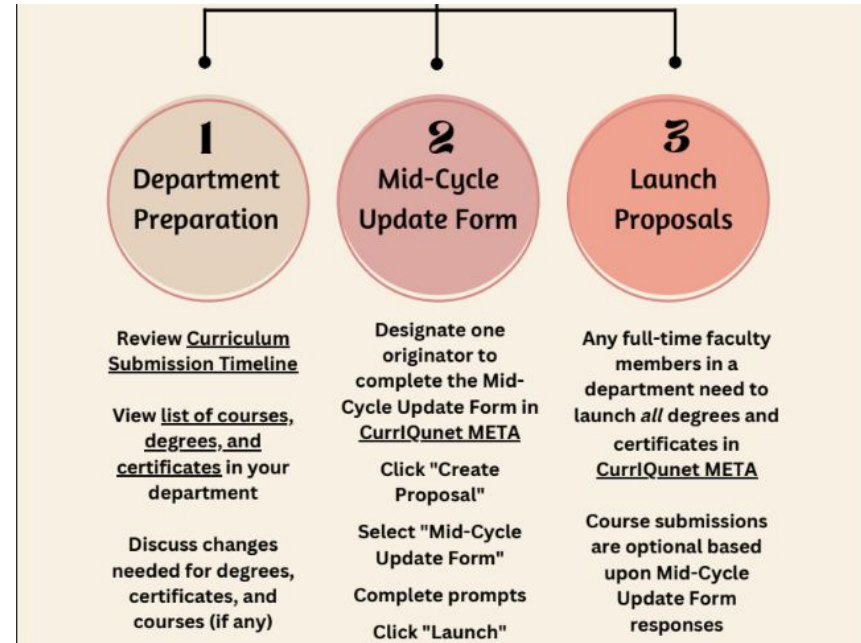 1
Department
Preparation
Review Curriculum
Submission Timeline
View list of courses,
degrees, and
certificates in your
department
Discuss changes
needed for degrees,
certificates, and
courses (if any)
2
Mid-Cycle
Update Form
Designate one
originator to
complete the Mid-
Cycle Update Form in
CurrIQunet META
Click "Create
Proposal"
Select "Mid-Cycle
Update Form"
Complete prompts
Click "Launch"
3
Launch
Proposals
Any full-time faculty
members in a
department need to
launch all degrees and
certificates in
CurrIQunet META
Course submissions
are optional based
upon Mid-Cycle
Update Form
responses